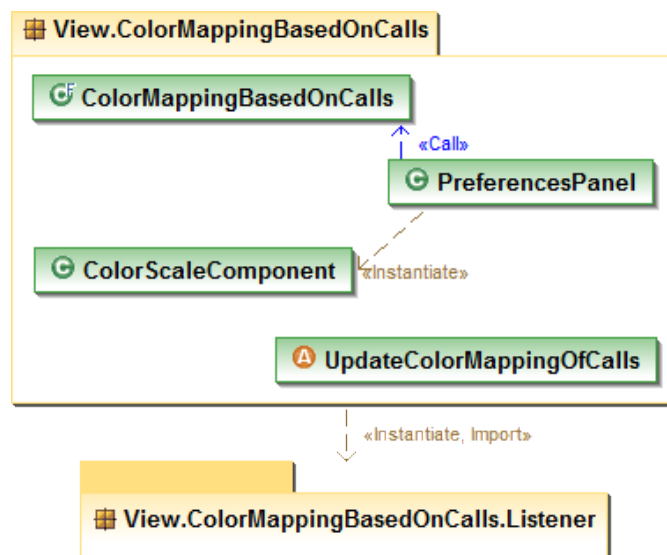 View.ColorMappingBasedOnCalls
ColorMappingBasedOnCalls
«Call»
PreferencesPanel
ColorScaleComponent
«Instantiate»
UpdateColorMappingOfCalls
«Instantiate, Import»
View.ColorMappingBasedOnCalls.Listener